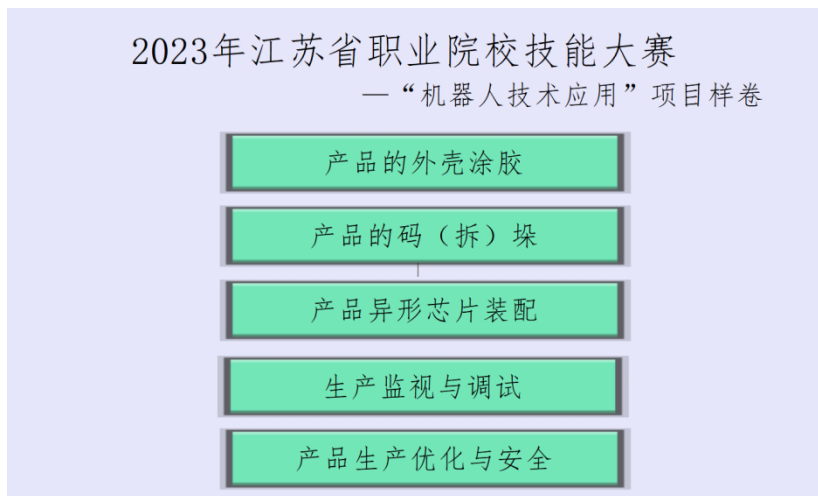 2023年江苏省职业院校技能大赛
—“机器人技术应用”项目样卷
产品的外壳涂胶
产品的码（拆）垛
产品异形芯片装配
生产监视与调试
产品生产优化与安全